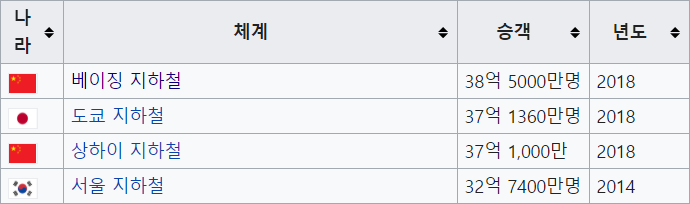 나라 체계 승객 년도
베이징 지하철 38억 5000만명 2018
도쿄 지하철 37억 1360만명 2018
상하이 지하철 37억 1,000만 2018
서울 지하철 32억 7400만명 2014